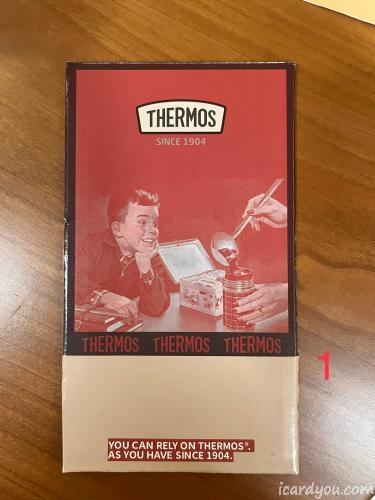 THERMOS
SINCE 1904
THERMOS THERMOS THERMOS
1
YOU CAN RELY ON THERMOS®.
AS YOU HAVE SINCE 1904.
icardyou.com